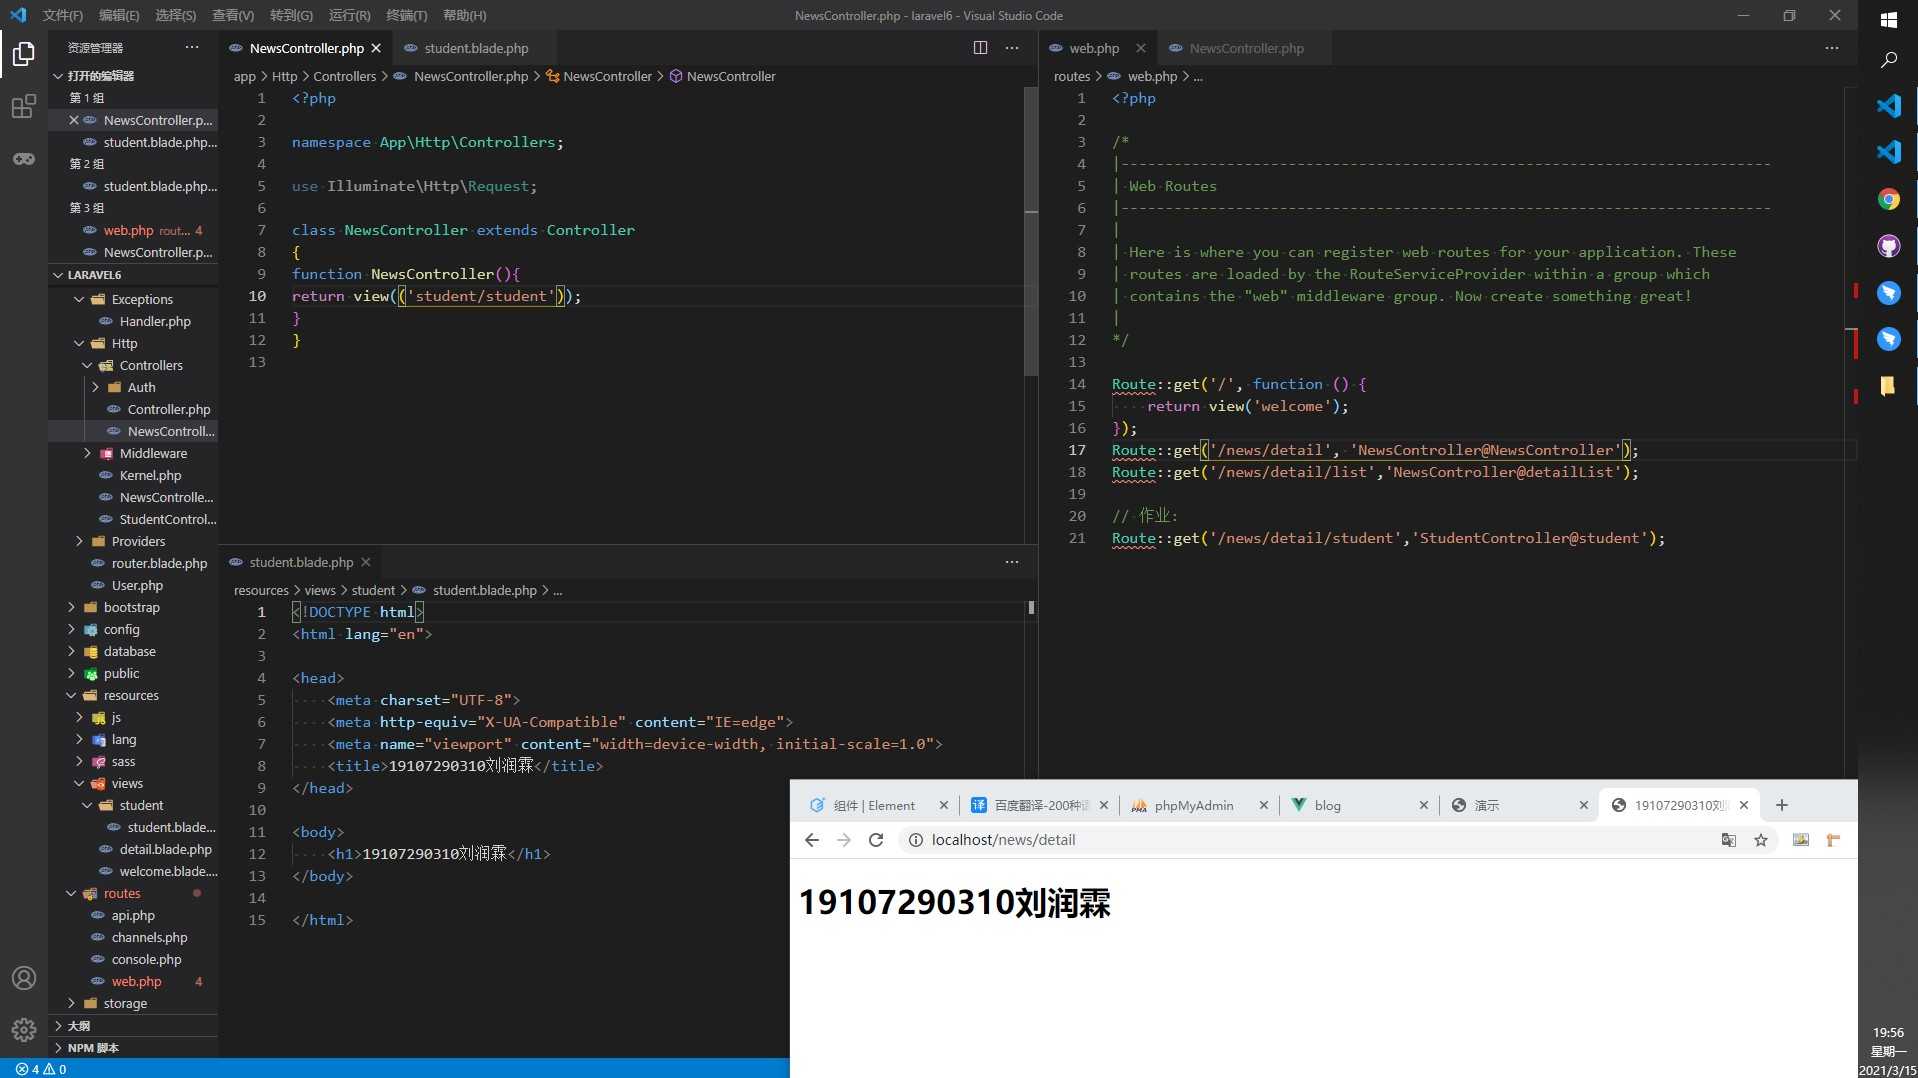 文件(F) 编辑(E) 选择(S) 查看(V) 转到(G) 运行(R) 终端(T) 帮助(H) NewsController.php - laravel6 - Visual Studio Code
资源管理器
打开的编辑器
第 1 组
NewsController.p...
student.blade.php...
第 2 组
student.blade.php...
第 3 组
web.php rout... 4
NewsController.p...
LARAVEL6
Exceptions
Handler.php
Http
Controllers
Auth
Controller.php
NewsControll...
Middleware
Kernel.php
NewsControlle...
StudentControl...
Providers
router.blade.php
User.php
bootstrap
config
database
public
resources
js
lang
sass
views
student
student.blade...
detail.blade.php
welcome.blade....
routes
api.php
channels.php
console.php
web.php 4
storage
大纲
NPM 脚本
4 0
NewsController.php student.blade.php
app > Http > Controllers > NewsController.php > NewsController > NewsController
1 <?php
2
3 namespace App\Http\Controllers;
4
5 use Illuminate\Http\Request;
6
7 class NewsController extends Controller
8 {
9 function NewsController(){
10 return view(('student/student'));
11 }
12 }
13
student.blade.php
resources > views > student > student.blade.php > ...
1 <!DOCTYPE html>
2 <html lang="en">
3
4 <head>
5 <meta charset="UTF-8">
6 <meta http-equiv="X-UA-Compatible" content="IE=edge">
7 <meta name="viewport" content="width=device-width, initial-scale=1.0">
8 <title>19107290310刘润霖</title>
9 </head>
10
11 <body>
12 <h1>19107290310刘润霖</h1>
13 </body>
14
15 </html>
web.php NewsController.php
routes > web.php > ...
1 <?php
2
3 /*
4 |--------------------------------------------------------------------------
5 | Web Routes
6 |--------------------------------------------------------------------------
7 |
8 | Here is where you can register web routes for your application. These
9 | routes are loaded by the RouteServiceProvider within a group which
10 | contains the "web" middleware group. Now create something great!
11 |
12 */
13
14 Route::get('/', function () {
15 return view('welcome');
16 });
17 Route::get('/news/detail', 'NewsController@NewsController');
18 Route::get('/news/detail/list','NewsController@detailList');
19
20 // 作业:
21 Route::get('/news/detail/student','StudentController@student');
组件 | Element 百度翻译-200种语 phpMyAdmin blog 演示 19107290310刘
localhost/news/detail
19107290310刘润霖
19:56
星期一
2021/3/15